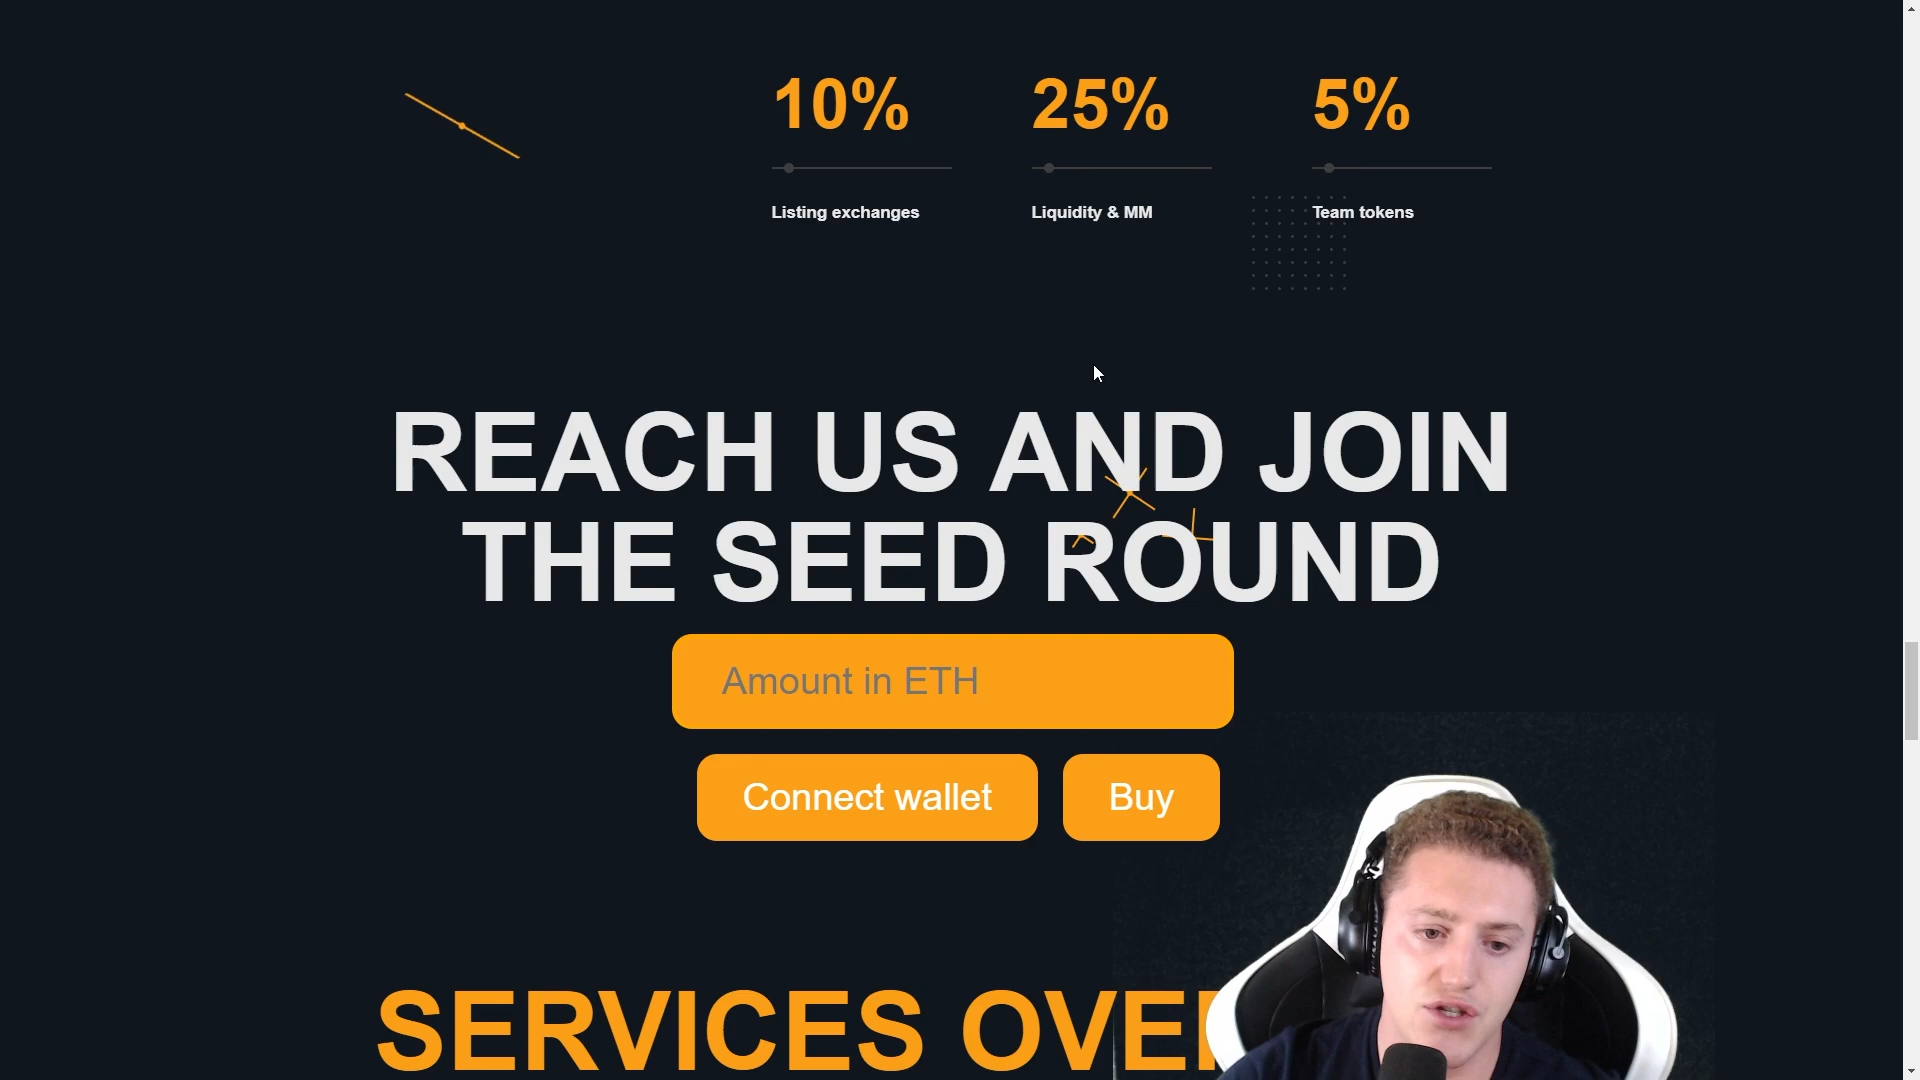 10% 25% 5%
Listing exchanges Liquidity & MM Team tokens
REACH US AND JOIN
THE SEED ROUND
Amount in ETH
Connect wallet Buy
SERVICES